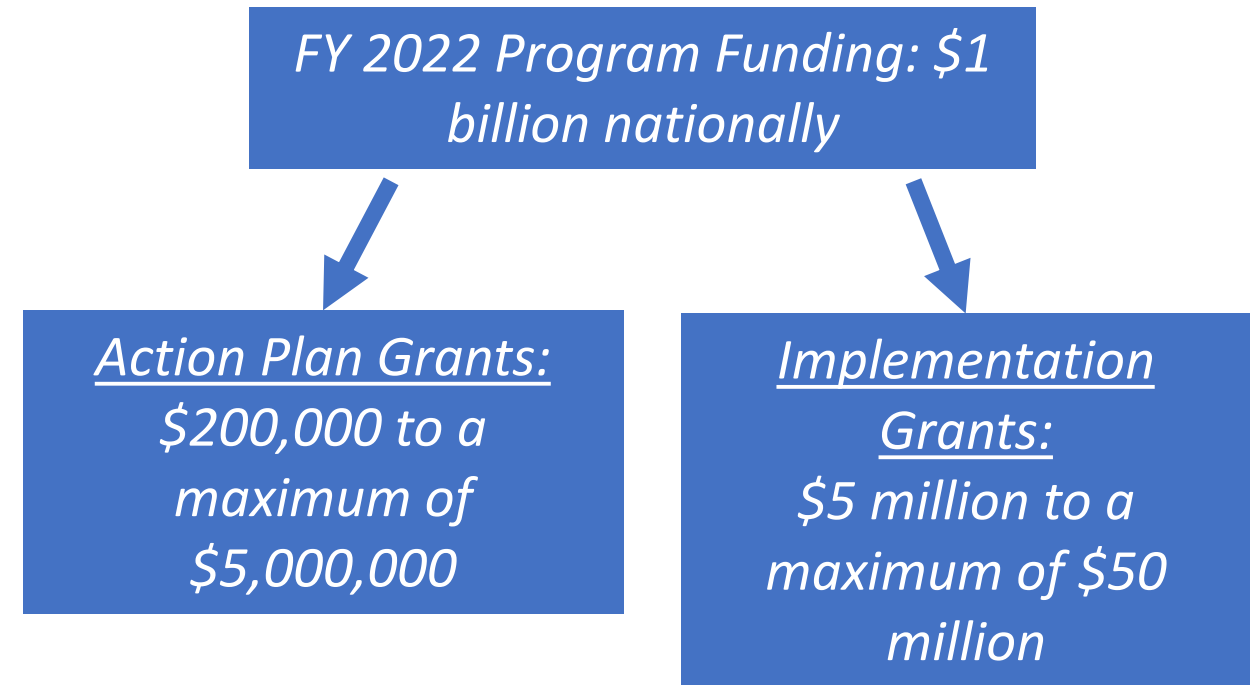 FY 2022 Program Funding: $1
billion nationally
Action Plan Grants:
$200,000 to a
maximum of
$5,000,000
Implementation
Grants:
$5 million to a
maximum of $50
million